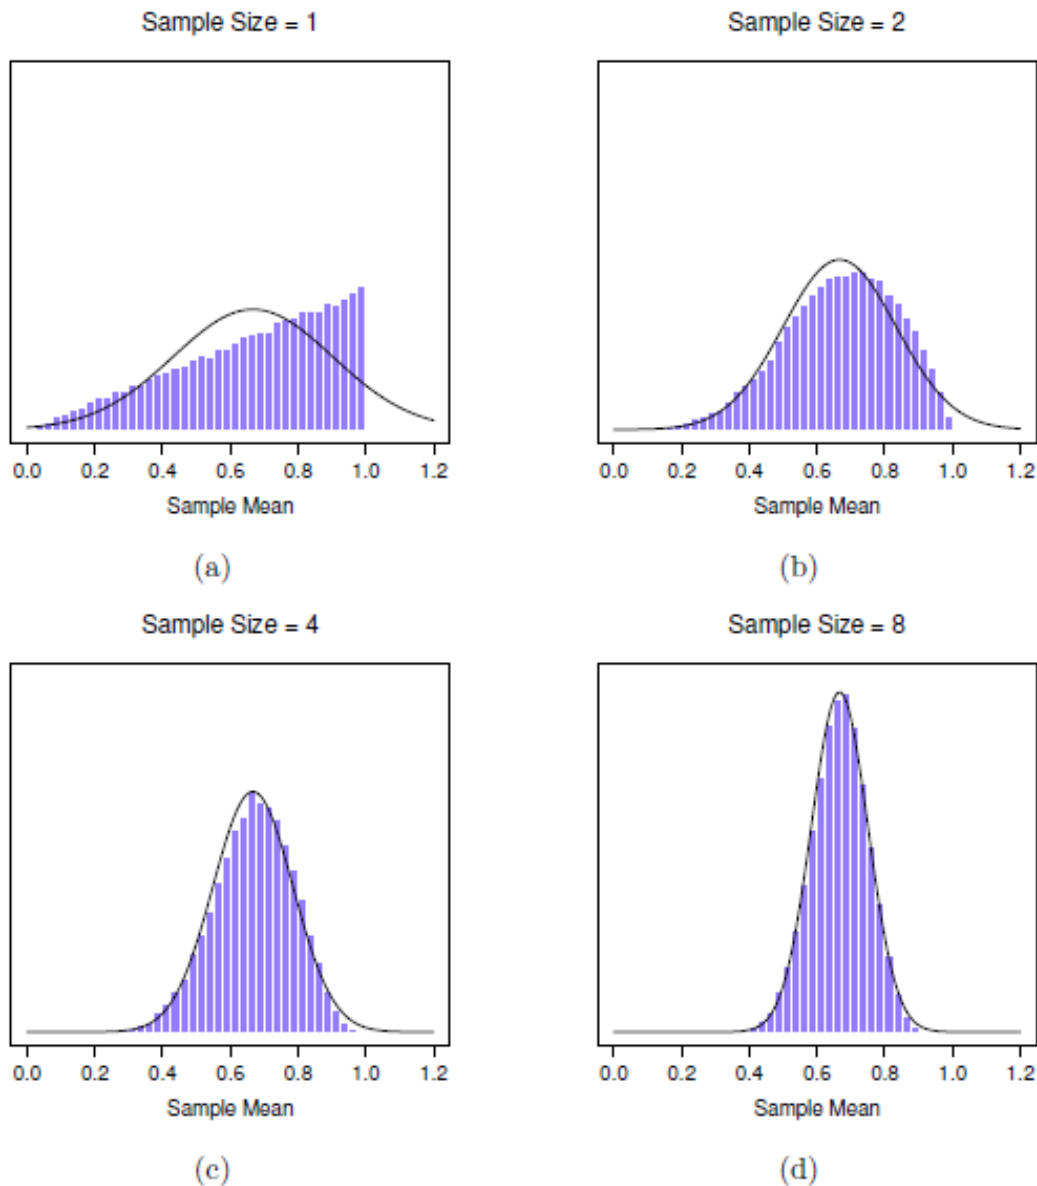 Sample Size = 1
Sample Size = 2
0.0 0.2 0.4 0.6 0.8 1.0 1.2
Sample Mean
0.0 0.2 0.4 0.6 0.8 1.0 1.2
Sample Mean
(a)
(b)
Sample Size = 4
Sample Size = 8
0.0 0.2 0.4 0.6 0.8 1.0 1.2
Sample Mean
0.0 0.2 0.4 0.6 0.8 1.0 1.2
Sample Mean
(c)
(d)